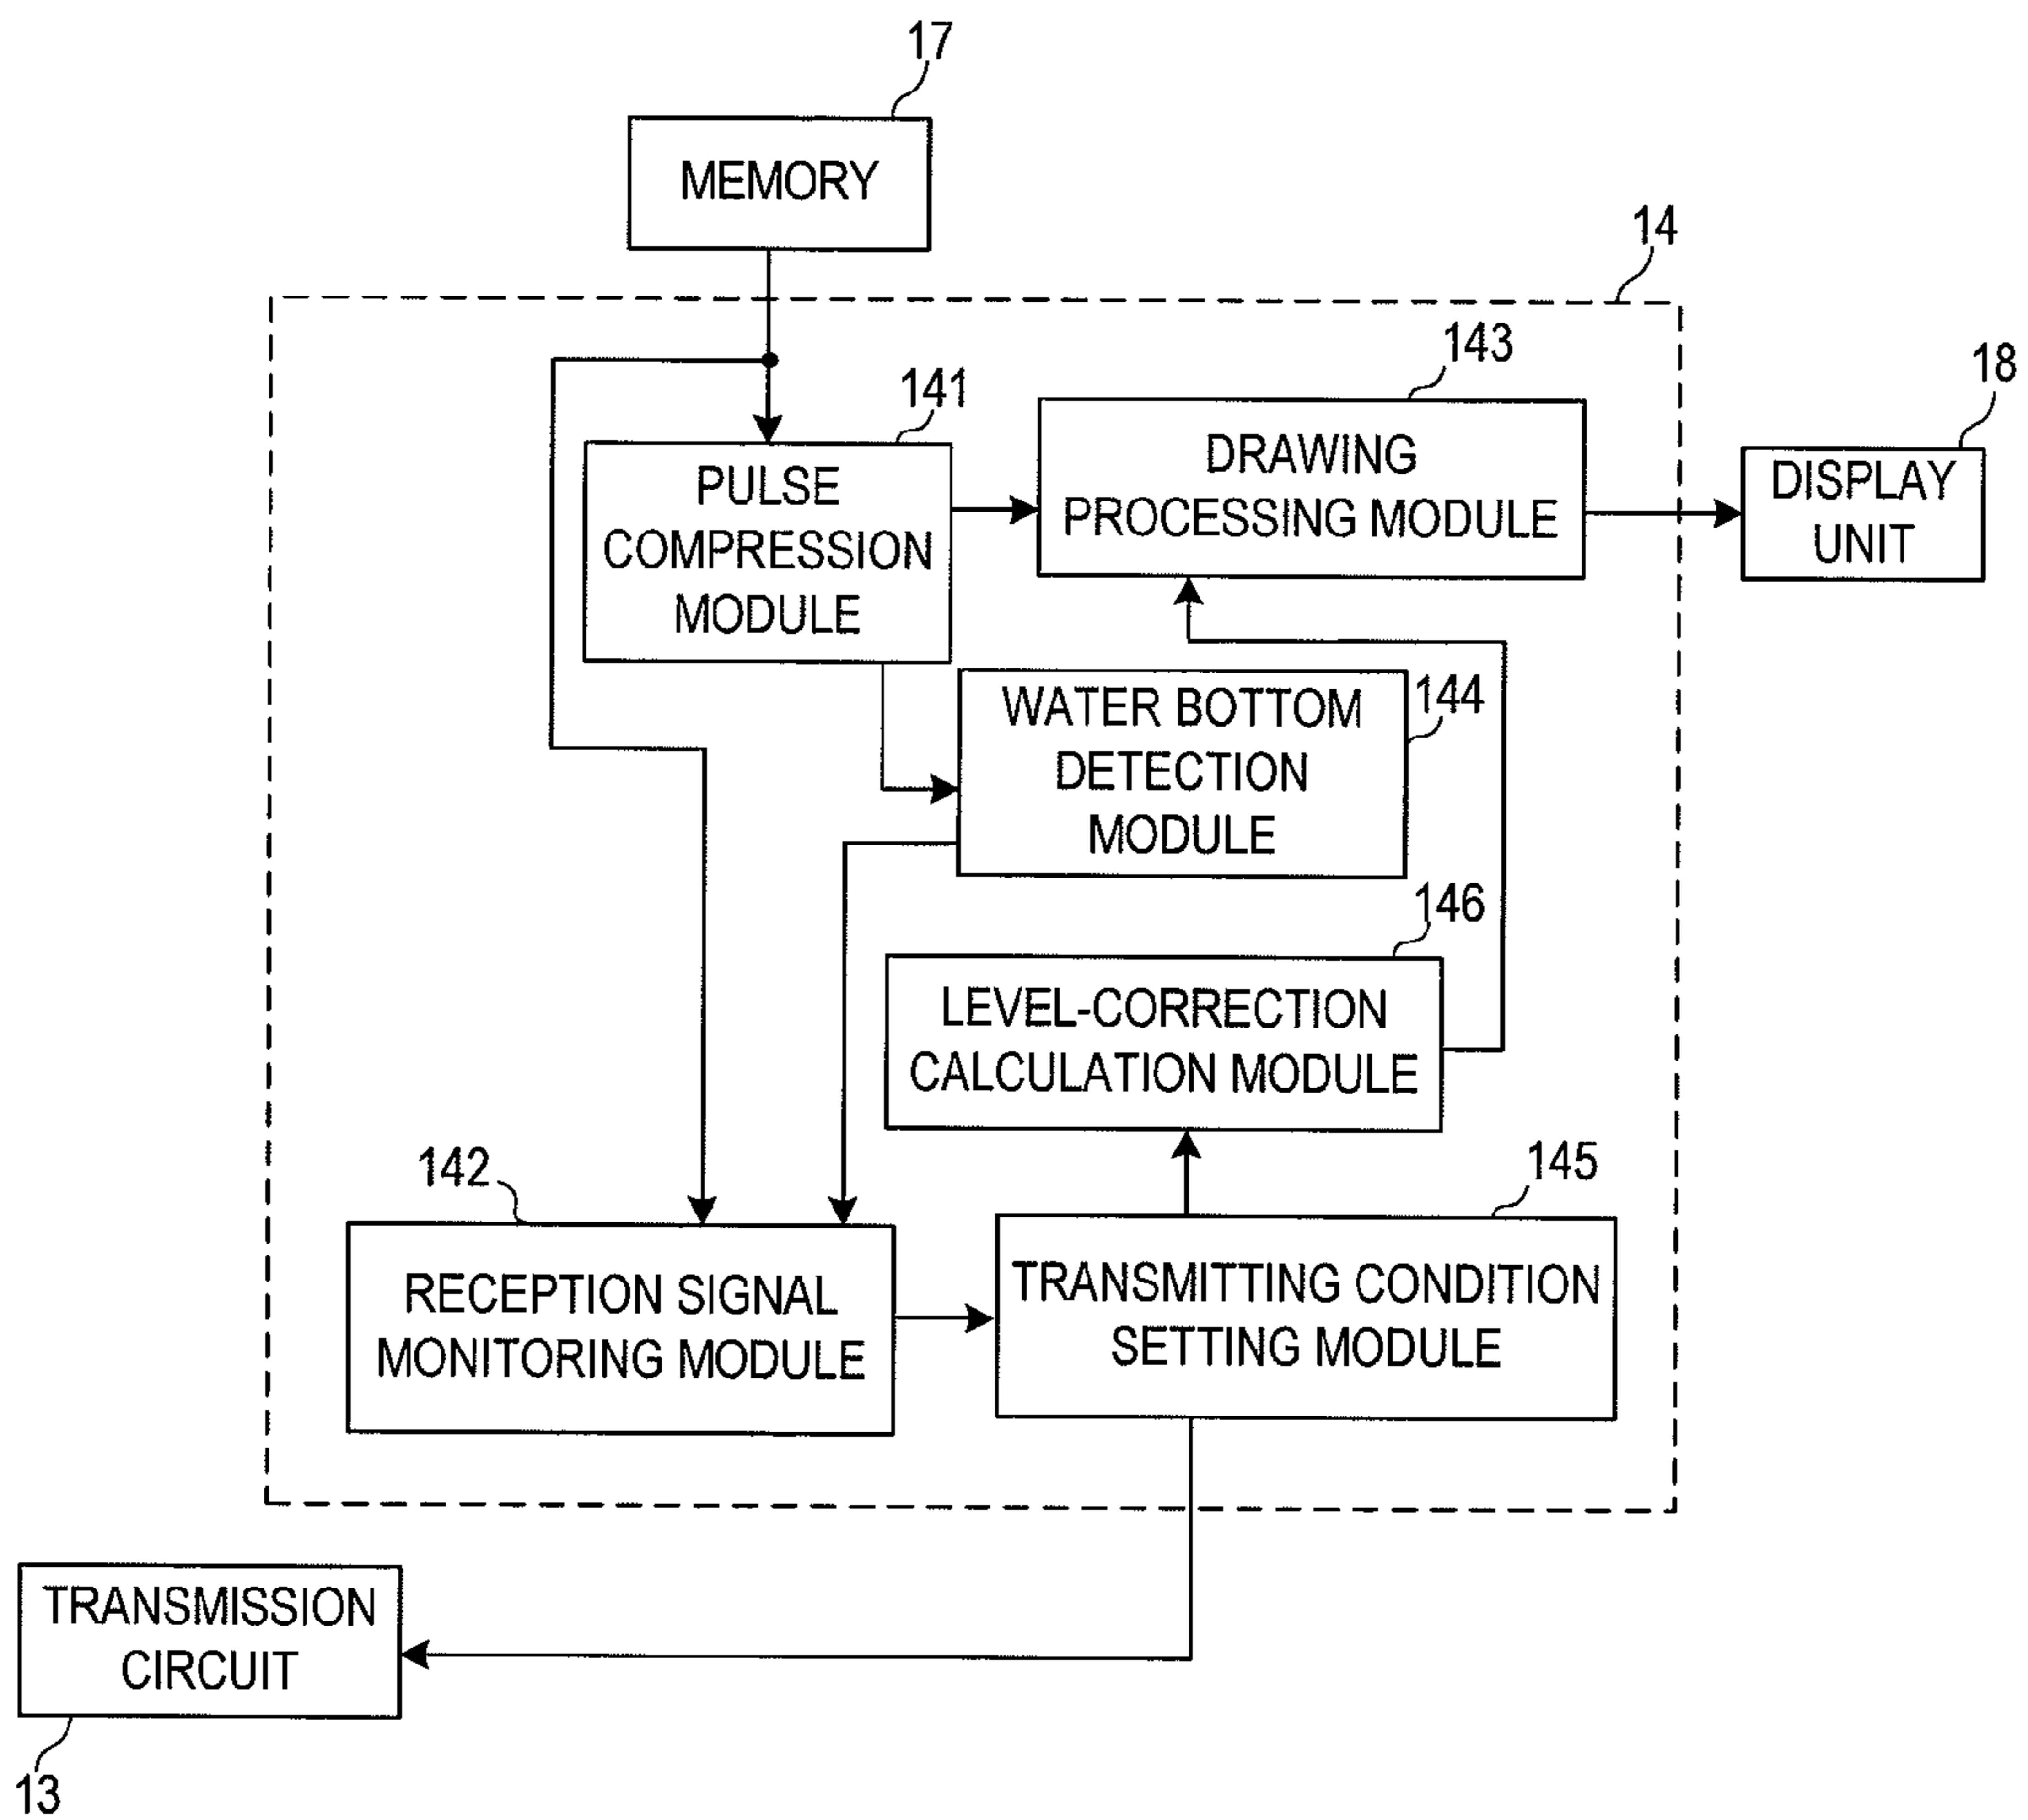 17
MEMORY
14
143
18
141
DRAWING
PROCESSING MODULE
DISPLAY
UNIT
PULSE
COMPRESSION
MODULE
144
WATER BOTTOM
DETECTION
MODULE
146
LEVEL-CORRECTION
CALCULATION MODULE
142
145
RECEPTION SIGNAL
MONITORING MODULE
TRANSMITTING CONDITION
SETTING MODULE
TRANSMISSION
CIRCUIT
13